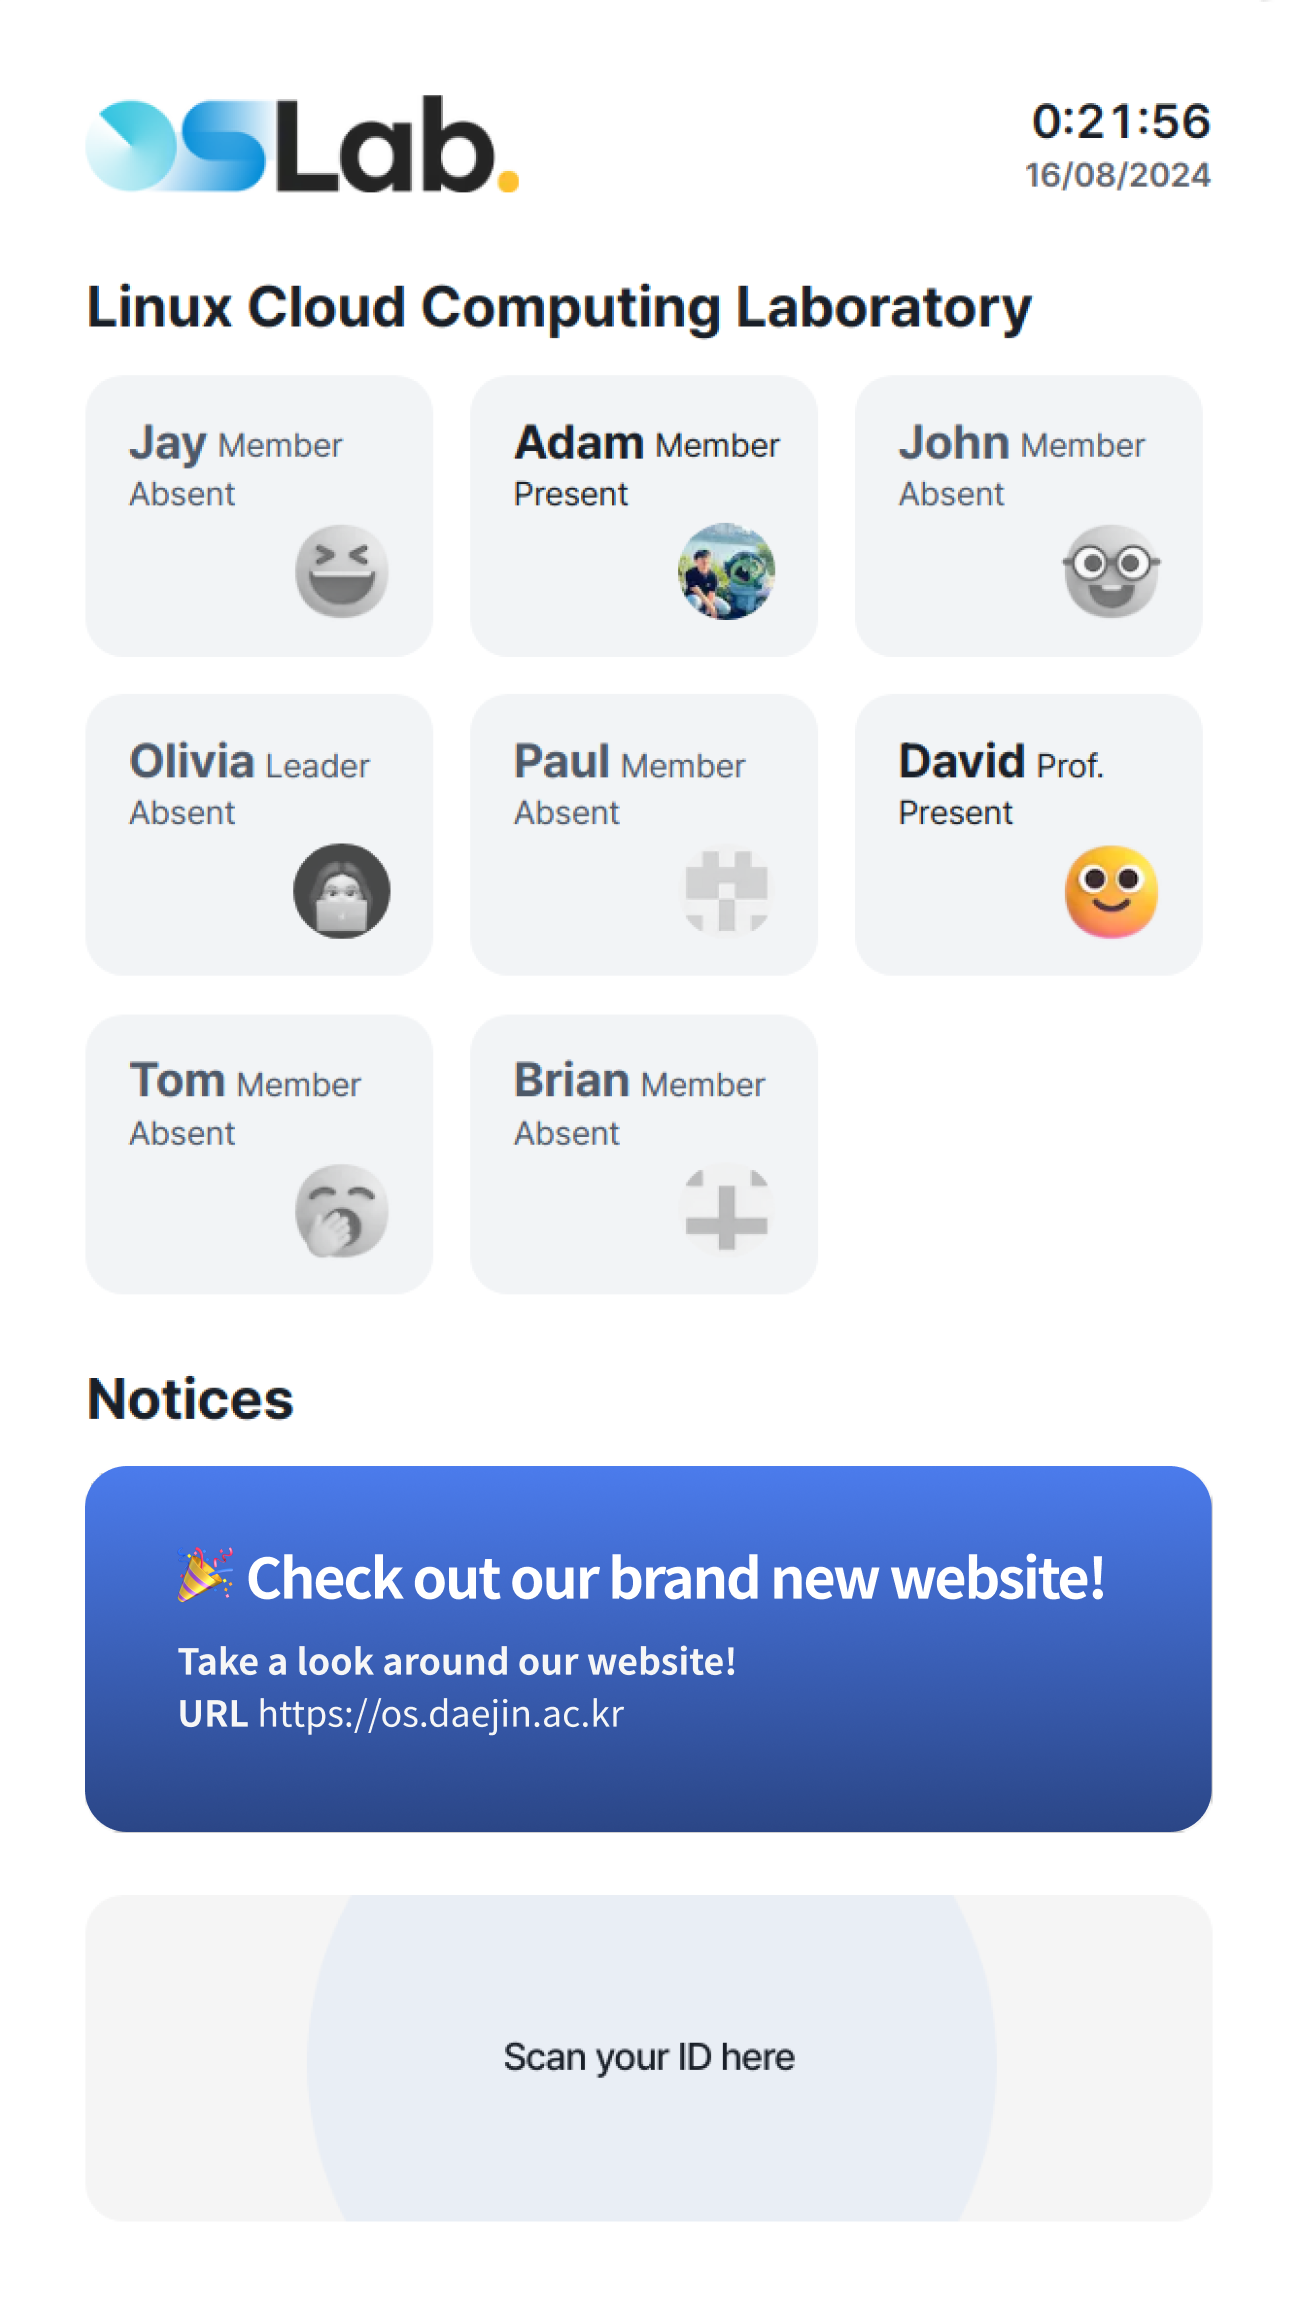 OSLab.
0:21:56
16/08/2024
Linux Cloud Computing Laboratory
Jay Member
Absent
Adam Member
Present
John Member
Absent
Olivia Leader
Absent
Paul Member
Absent
David Prof.
Present
Tom Member
Absent
Brian Member
Absent
Notices
🎉 Check out our brand new website!
Take a look around our website!
URL https://os.daejin.ac.kr
Scan your ID here